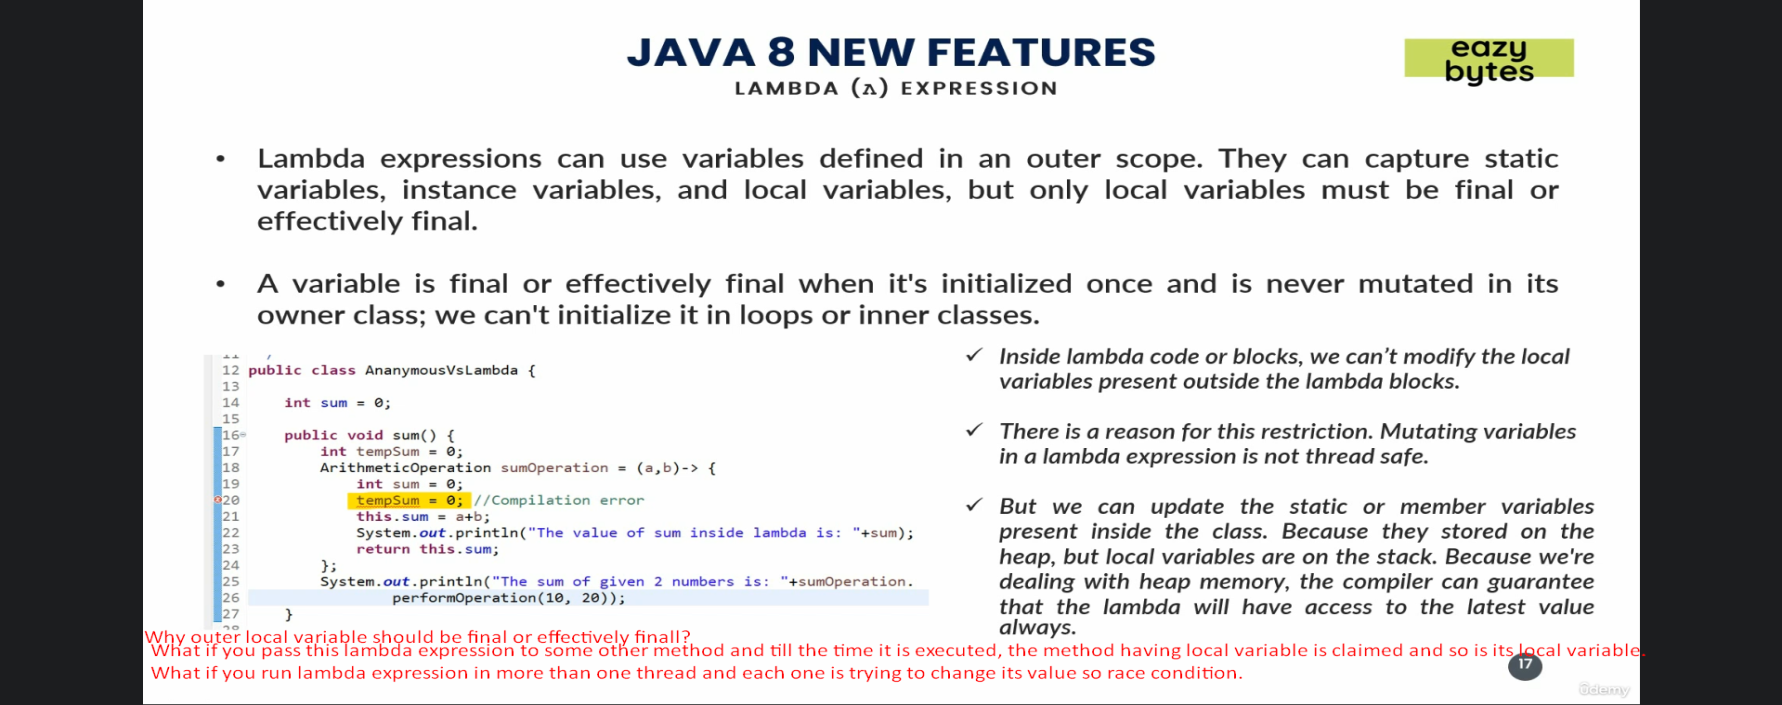 JAVA 8 NEW FEATURES
LAMBDA (Λ) EXPRESSION
eazy
bytes
• Lambda expressions can use variables defined in an outer scope. They can capture static
variables, instance variables, and local variables, but only local variables must be final or
effectively final.
• A variable is final or effectively final when it's initialized once and is never mutated in its
owner class; we can't initialize it in loops or inner classes.
12 public class AnanymousVsLambda {
13
14 int sum = 0;
15
16 public void sum() {
17 int tempSum = 0;
18 ArithmeticOperation sumOperation = (a,b)-> {
19 int sum = 0;
20 tempSum = 0; //Compilation error
21 this.sum = a+b;
22 System.out.println("The value of sum inside lambda is: "+sum);
23 return this.sum;
24 };
25 System.out.println("The sum of given 2 numbers is: "+sumOperation.
26 performOperation(10, 20));
27 }
✓ Inside lambda code or blocks, we can't modify the local
variables present outside the lambda blocks.
✓ There is a reason for this restriction. Mutating variables
in a lambda expression is not thread safe.
✓ But we can update the static or member variables
present inside the class. Because they stored on the
heap, but local variables are on the stack. Because we're
dealing with heap memory, the compiler can guarantee
that the lambda will have access to the latest value
always.
Why outer local variable should be final or effectively finall?
What if you pass this lambda expression to some other method and till the time it is executed, the method having local variable is claimed and so is its local variable.
What if you run lambda expression in more than one thread and each one is trying to change its value so race condition.
17
ûdemy